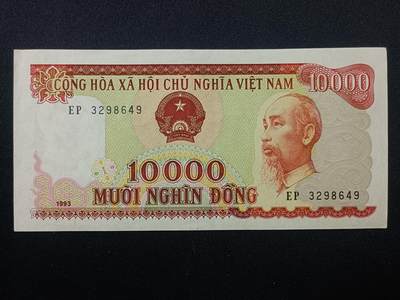 CỘNG HÒA XÃ HỘI CHỦ NGHĨA VIỆT NAM 10000
EP 3298649
10000
MƯỜI NGHÌN ĐỒNG
EP 3298649
1993